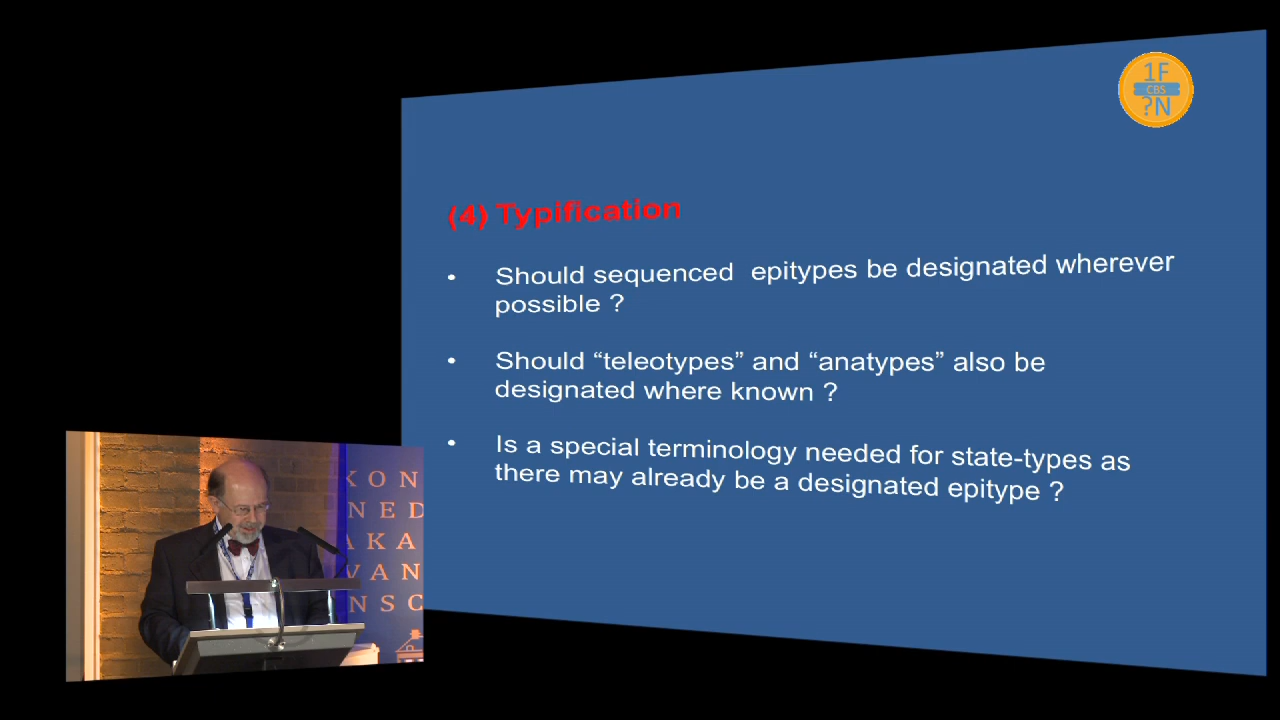 1F
CBS
?N
(4) Typification
• Should sequenced epitypes be designated wherever
possible ?
• Should “teleotypes” and “anatypes” also be
designated where known ?
• Is a special terminology needed for state-types as
there may already be a designated epitype ?
KON
NED
AKA
VAN
NSC